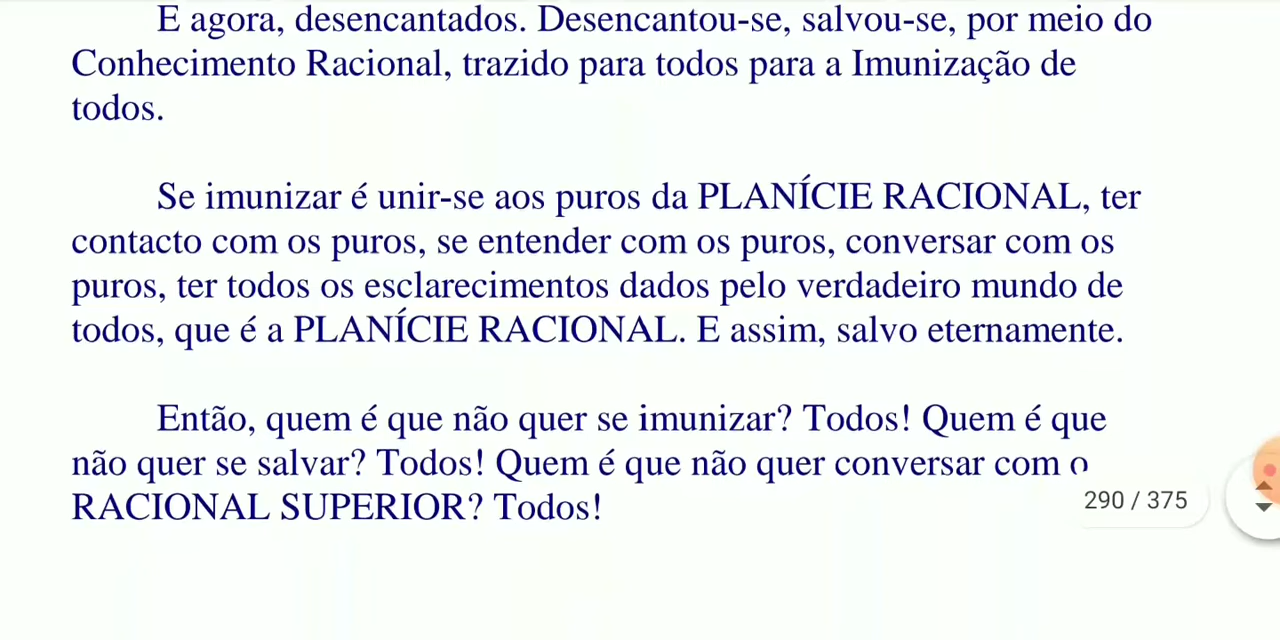 E agora, desencantados. Desencantou-se, salvou-se, por meio do
Conhecimento Racional, trazido para todos para a Imunização de
todos.
Se imunizar é unir-se aos puros da PLANÍCIE RACIONAL, ter
contacto com os puros, se entender com os puros, conversar com os
puros, ter todos os esclarecimentos dados pelo verdadeiro mundo de
todos, que é a PLANÍCIE RACIONAL. E assim, salvo eternamente.
Então, quem é que não quer se imunizar? Todos! Quem é que
não quer se salvar? Todos! Quem é que não quer conversar com o
RACIONAL SUPERIOR? Todos!
290 / 375